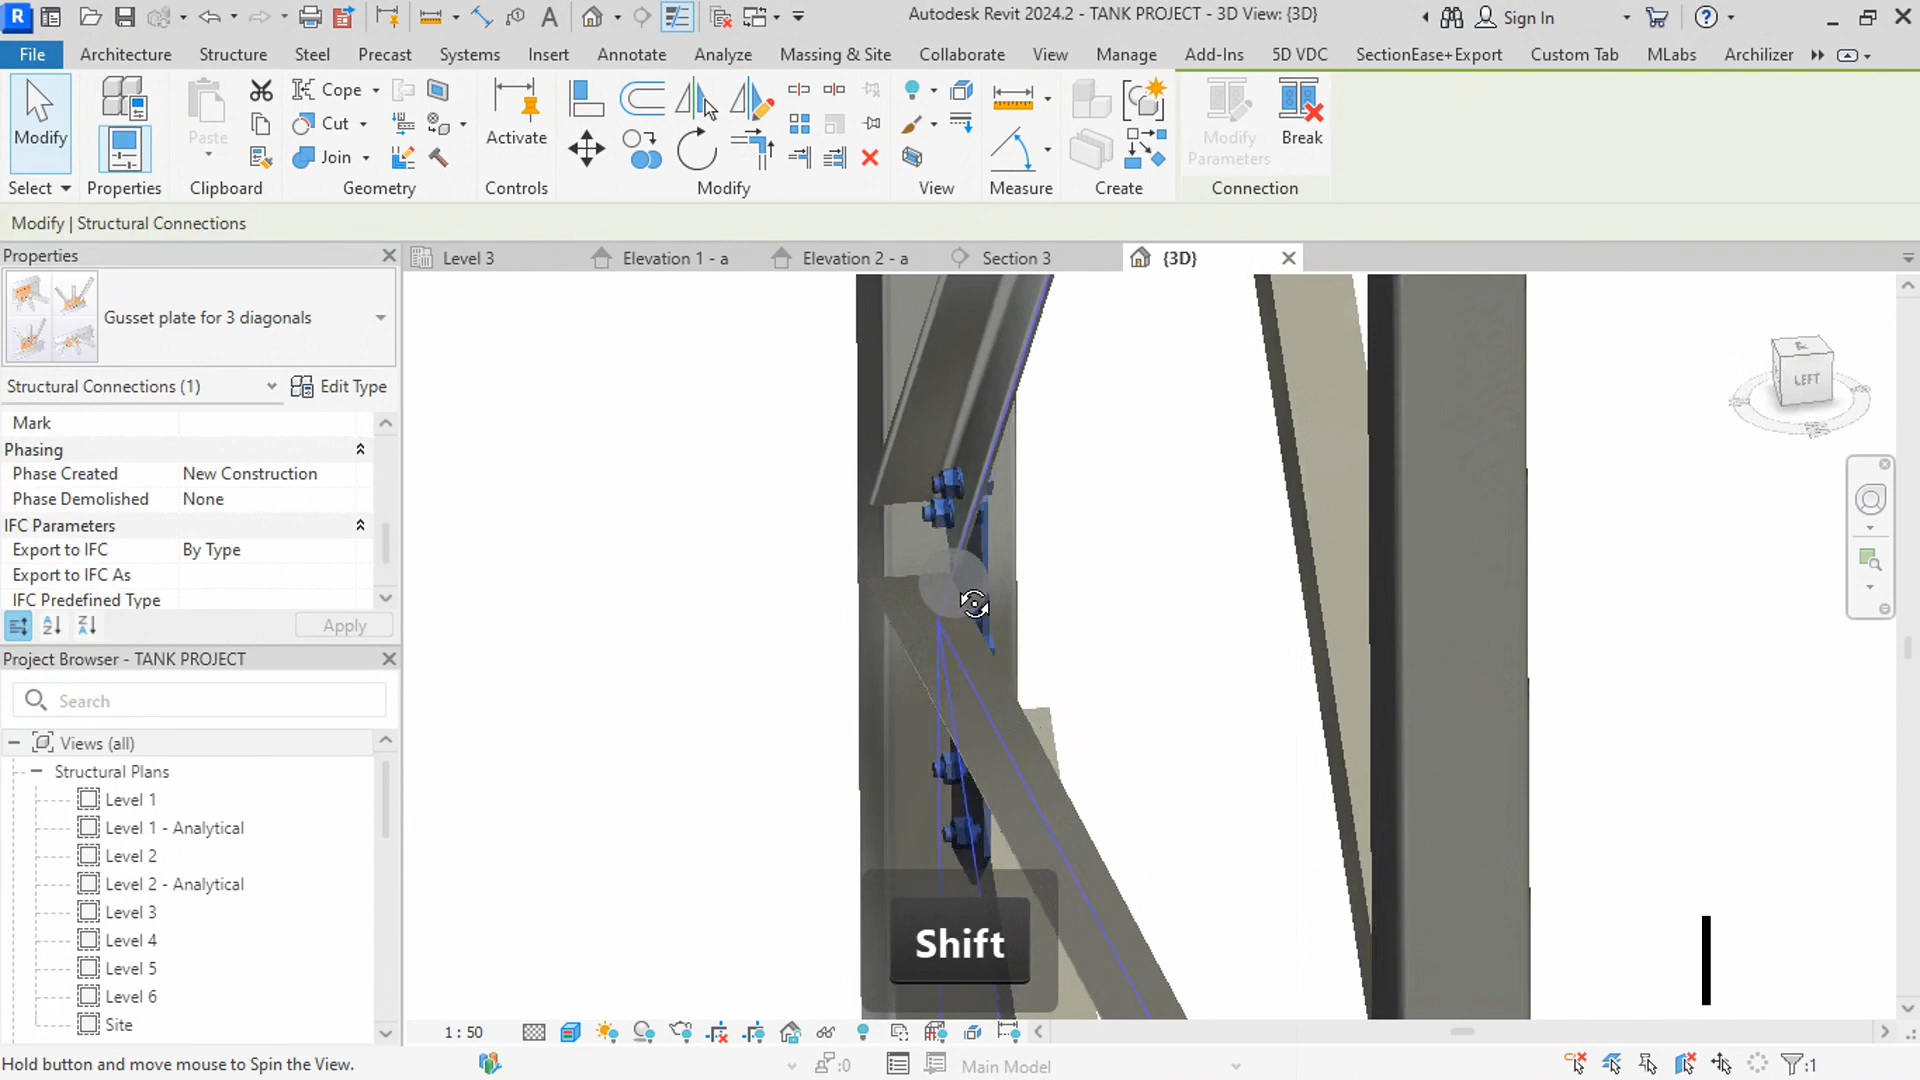 R
Autodesk Revit 2024.2 - TANK PROJECT - 3D View: {3D}
Sign In
File
Architecture
Structure
Steel
Precast
Systems
Insert
Annotate
Analyze
Massing & Site
Collaborate
View
Manage
Add-Ins
5D VDC
SectionEase+Export
Custom Tab
MLabs
Archilizer
Modify
Paste
Cope
Cut
Join
Activate
Modify
Parameters
Break
Select
Properties
Clipboard
Geometry
Controls
Modify
View
Measure
Create
Connection
Modify | Structural Connections
Properties
Level 3
Elevation 1 - a
Elevation 2 - a
Section 3
{3D}
Gusset plate for 3 diagonals
Structural Connections (1)
Edit Type
Mark
Phasing
Phase Created New Construction
Phase Demolished None
IFC Parameters
Export to IFC By Type
Export to IFC As
IFC Predefined Type
Apply
Project Browser - TANK PROJECT
Search
Views (all)
Structural Plans
Level 1
Level 1 - Analytical
Level 2
Level 2 - Analytical
Level 3
Level 4
Level 5
Level 6
Site
LEFT
Shift
1 : 50
Hold button and move mouse to Spin the View.
:0
Main Model
:1